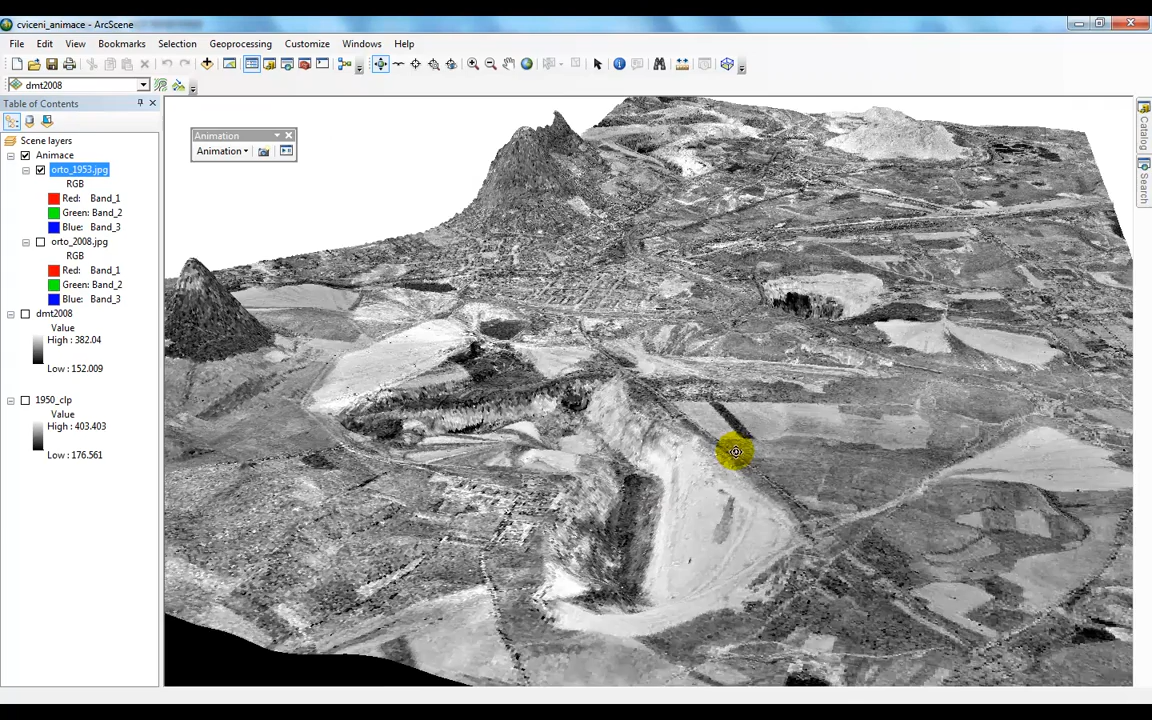 cviceni_animace - ArcScene
File Edit View Bookmarks Selection Geoprocessing Customize Windows Help
dmt2008
Table of Contents
Scene layers
Animace
orto_1953.jpg
RGB
Red: Band_1
Green: Band_2
Blue: Band_3
orto_2008.jpg
RGB
Red: Band_1
Green: Band_2
Blue: Band_3
dmt2008
Value
High : 382.04
Low : 152.009
1950_clp
Value
High : 403.403
Low : 176.561
Animation
Animation
Catalog
Search